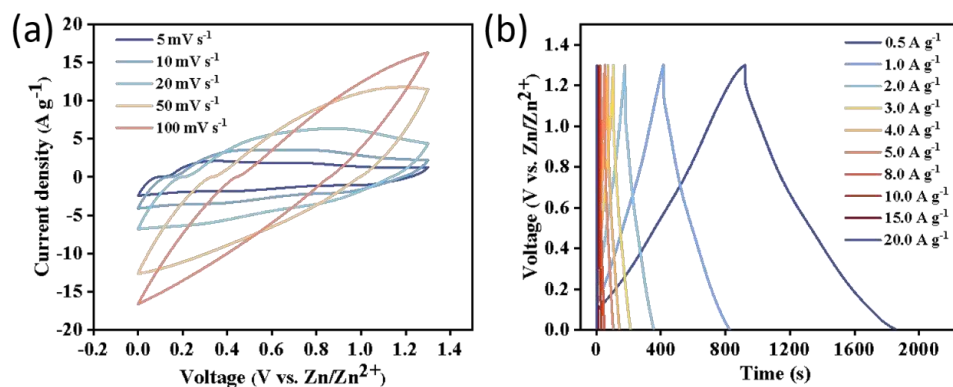 (a)
20
15
10
5
0
-5
-10
-15
-20
Current density (A g⁻¹)
5 mV s⁻¹
10 mV s⁻¹
20 mV s⁻¹
50 mV s⁻¹
100 mV s⁻¹
-0.2 0.0 0.2 0.4 0.6 0.8 1.0 1.2 1.4
Voltage (V vs. Zn/Zn²⁺)
(b)
1.4
1.2
1.0
0.8
0.6
0.4
0.2
0.0
Voltage (V vs. Zn/Zn²⁺)
0.5 A g⁻¹
1.0 A g⁻¹
2.0 A g⁻¹
3.0 A g⁻¹
4.0 A g⁻¹
5.0 A g⁻¹
8.0 A g⁻¹
10.0 A g⁻¹
15.0 A g⁻¹
20.0 A g⁻¹
0 400 800 1200 1600 2000
Time (s)